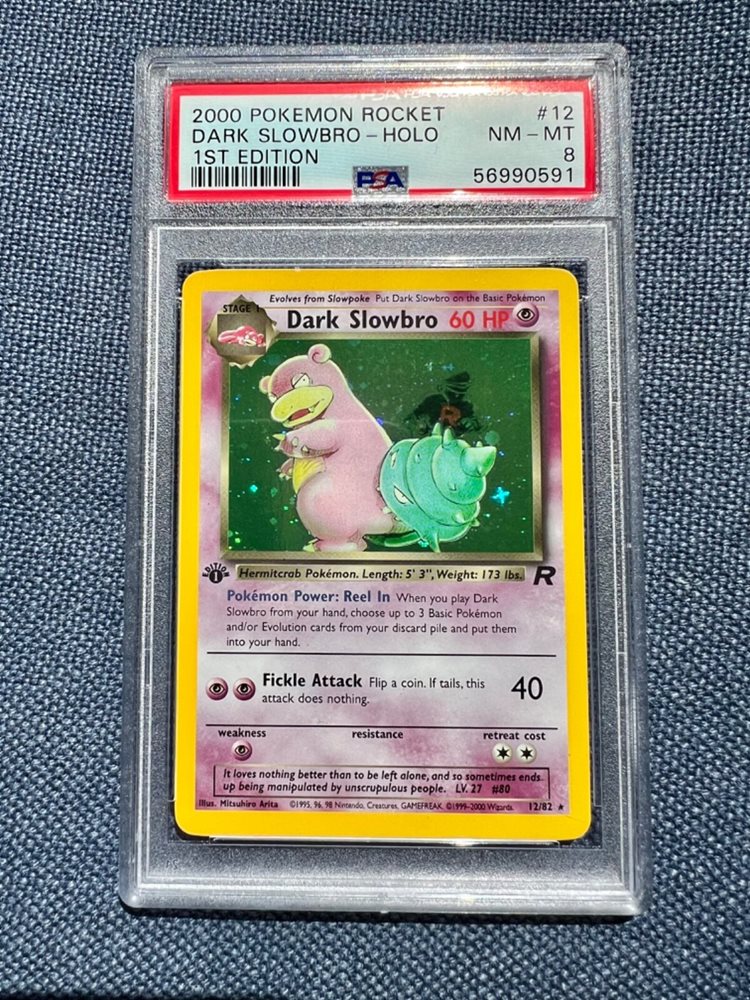 2000 POKEMON ROCKET #12
DARK SLOWBRO - HOLO NM - MT
1ST EDITION 8
PSA 56990591
Evolves from Slowpoke Put Dark Slowbro on the Basic Pokémon
STAGE 1
Dark Slowbro 60 HP
R
EDITION
1
Hermitcrab Pokémon. Length: 5' 3", Weight: 173 lbs. R
Pokémon Power: Reel In When you play Dark
Slowbro from your hand, choose up to 3 Basic Pokémon
and/or Evolution cards from your discard pile and put them
into your hand.
Fickle Attack Flip a coin. If tails, this 40
attack does nothing.
weakness resistance retreat cost
It loves nothing better than to be left alone, and so sometimes ends
up being manipulated by unscrupulous people. LV. 27 #80
Illus. Mitsuhiro Arita ©1995, 96, 98 Nintendo, Creatures, GAMEFREAK. ©1999-2000 Wizards. 12/82 ★